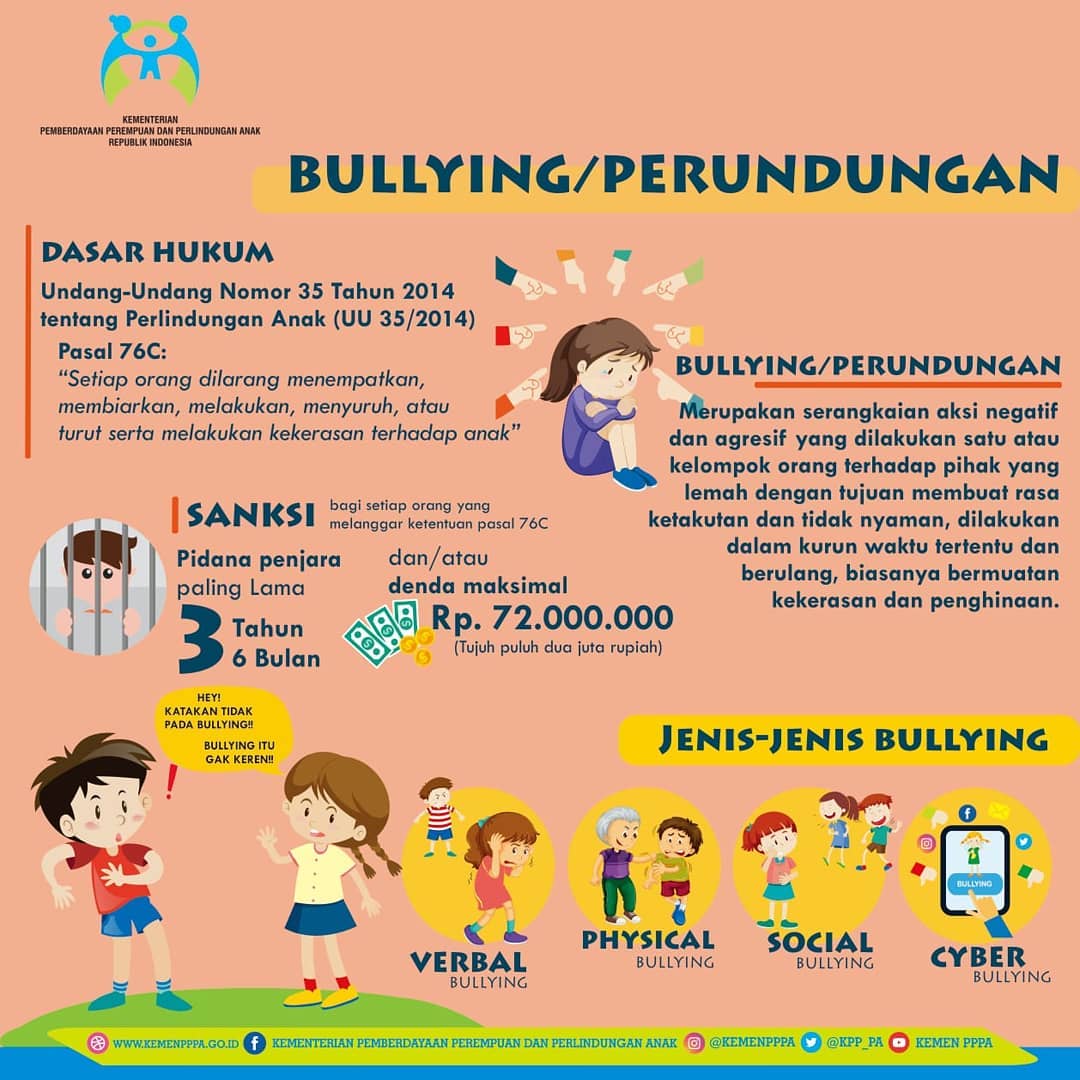 KEMENTERIAN
PEMBERDAYAAN PEREMPUAN DAN PERLINDUNGAN ANAK
REPUBLIK INDONESIA
BULLYING/PERUNDUNGAN
DASAR HUKUM
Undang-Undang Nomor 35 Tahun 2014
tentang Perlindungan Anak (UU 35/2014)
Pasal 76C:
“Setiap orang dilarang menempatkan,
membiarkan, melakukan, menyuruh, atau
turut serta melakukan kekerasan terhadap anak”
BULLYING/PERUNDUNGAN
Merupakan serangkaian aksi negatif
dan agresif yang dilakukan satu atau
kelompok orang terhadap pihak yang
lemah dengan tujuan membuat rasa
ketakutan dan tidak nyaman, dilakukan
dalam kurun waktu tertentu dan
berulang, biasanya bermuatan
kekerasan dan penghinaan.
SANKSI
bagi setiap orang yang
melanggar ketentuan pasal 76C
Pidana penjara
paling Lama
3 Tahun
6 Bulan
dan/atau
denda maksimal
Rp. 72.000.000
(Tujuh puluh dua juta rupiah)
HEY!
KATAKAN TIDAK
PADA BULLYING!!
BULLYING ITU
GAK KEREN!!
!
JENIS-JENIS BULLYING
VERBAL
BULLYING
PHYSICAL
BULLYING
SOCIAL
BULLYING
BULLYING
CYBER
BULLYING
WWW.KEMENPPPA.GO.ID KEMENTERIAN PEMBERDAYAAN PEREMPUAN DAN PERLINDUNGAN ANAK @KEMENPPPA @KPP_PA KEMEN PPPA